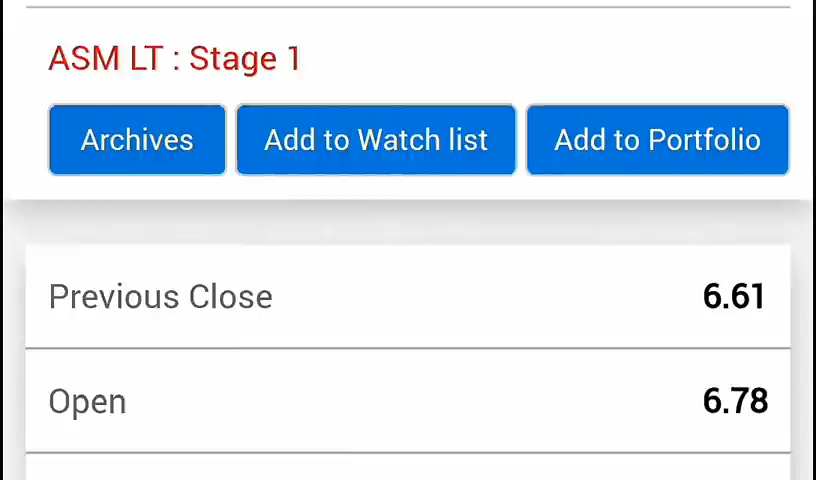 ASM LT : Stage 1
Archives Add to Watch list Add to Portfolio
Previous Close 6.61
Open 6.78